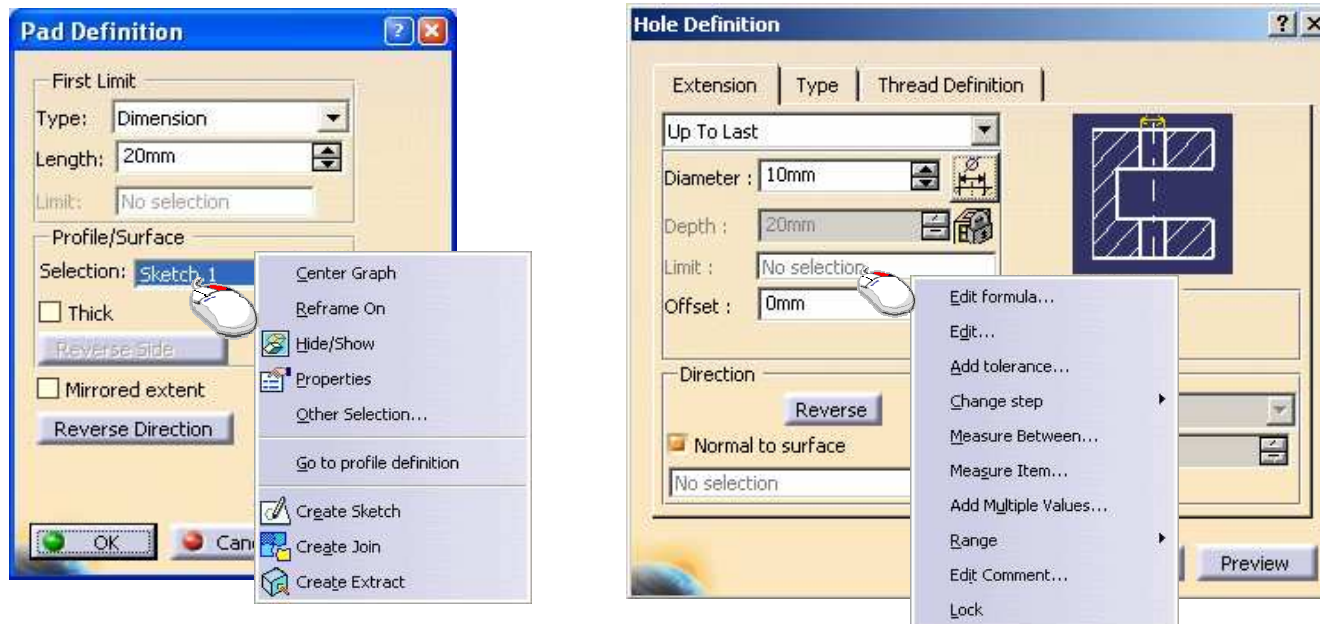 Pad Definition
First Limit
Type: Dimension
Length: 20mm
Limit: No selection
Profile/Surface
Selection: Sketch.1
Thick
Reverse Side
Mirrored extent
Reverse Direction
OK
Center Graph
Reframe On
Hide/Show
Properties
Other Selection...
Go to profile definition
Create Sketch
Create Join
Create Extract
Hole Definition
Extension Type Thread Definition
Up To Last
Diameter : 10mm
Depth : 20mm
Limit : No selection
Offset : 0mm
Direction
Reverse
Normal to surface
No selection
Preview
Edit formula...
Edit...
Add tolerance...
Change step
Measure Between...
Measure Item...
Add Multiple Values...
Range
Edit Comment...
Lock